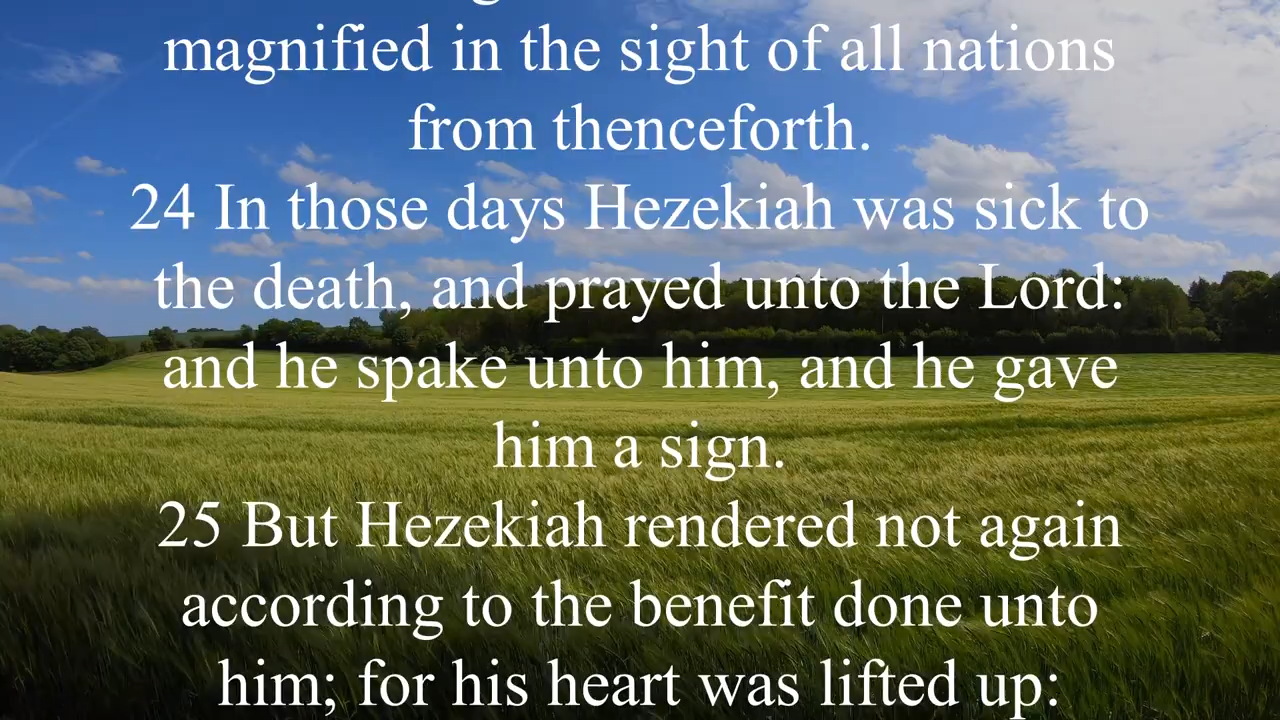 magnified in the sight of all nations
from thenceforth.
24 In those days Hezekiah was sick to
the death, and prayed unto the Lord:
and he spake unto him, and he gave
him a sign.
25 But Hezekiah rendered not again
according to the benefit done unto
him; for his heart was lifted up: